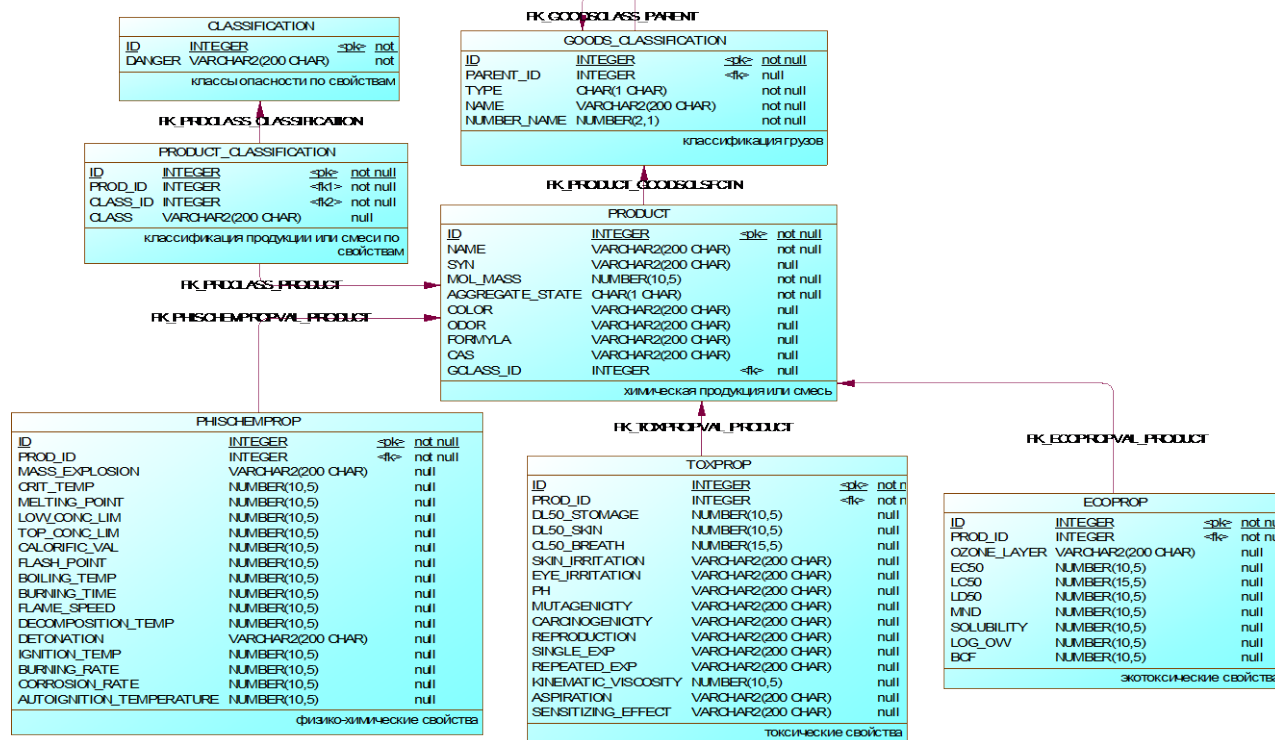 FK_GOODSCLASS_PARENT
CLASSIFICATION
ID INTEGER <pk> not
DANGER VARCHAR2(200 CHAR) not
классы опасности по свойствам
GOODS_CLASSIFICATION
ID INTEGER <pk> not null
PARENT_ID INTEGER <fk> null
TYPE CHAR(1 CHAR) not null
NAME VARCHAR2(200 CHAR) not null
NUMBER_NAME NUMBER(2,1) not null
классификация грузов
FK_PROCLASS_CLASSIFICATION
PRODUCT_CLASSIFICATION
ID INTEGER <pk> not null
PROD_ID INTEGER <fk1> not null
CLASS_ID INTEGER <fk2> not null
CLASS VARCHAR2(200 CHAR) null
классификация продукции или смеси по
свойствам
FK_PRODUCT_GOODSCLSFCTN
PRODUCT
ID INTEGER <pk> not null
NAME VARCHAR2(200 CHAR) not null
SYN VARCHAR2(200 CHAR) null
MOL_MASS NUMBER(10,5) not null
AGGREGATE_STATE CHAR(1 CHAR) not null
COLOR VARCHAR2(200 CHAR) null
ODOR VARCHAR2(200 CHAR) null
FORMYLA VARCHAR2(200 CHAR) null
CAS VARCHAR2(200 CHAR) null
GCLASS_ID INTEGER <fk> null
химическая продукция или смесь
FK_PROCLASS_PRODUCT
FK_PHISCHEMPROPVAL_PRODUCT
PHISCHEMPROP
ID INTEGER <pk> not null
PROD_ID INTEGER <fk> not null
MASS_EXPLOSION VARCHAR2(200 CHAR) null
CRIT_TEMP NUMBER(10,5) null
MELTING_POINT NUMBER(10,5) null
LOW_CONC_LIM NUMBER(10,5) null
TOP_CONC_LIM NUMBER(10,5) null
CALORIFIC_VAL NUMBER(10,5) null
FLASH_POINT NUMBER(10,5) null
BOILING_TEMP NUMBER(10,5) null
BURNING_TIME NUMBER(10,5) null
FLAME_SPEED NUMBER(10,5) null
DECOMPOSITION_TEMP NUMBER(10,5) null
DETONATION VARCHAR2(200 CHAR) null
IGNITION_TEMP NUMBER(10,5) null
BURNING_RATE NUMBER(10,5) null
CORROSION_RATE NUMBER(10,5) null
AUTOIGNITION_TEMPERATURE NUMBER(10,5) null
физико-химические свойства
FK_TOXPROPVAL_PRODUCT
TOXPROP
ID INTEGER <pk> not n
PROD_ID INTEGER <fk> not n
DL50_STOMAGE NUMBER(10,5) null
DL50_SKIN NUMBER(10,5) null
CL50_BREATH NUMBER(15,5) null
SKIN_IRRITATION VARCHAR2(200 CHAR) null
EYE_IRRITATION VARCHAR2(200 CHAR) null
PH VARCHAR2(200 CHAR) null
MUTAGENICITY VARCHAR2(200 CHAR) null
CARCINOGENICITY VARCHAR2(200 CHAR) null
REPRODUCTION VARCHAR2(200 CHAR) null
SINGLE_EXP VARCHAR2(200 CHAR) null
REPEATED_EXP VARCHAR2(200 CHAR) null
KINEMATIC_VISCOSITY NUMBER(10,5) null
ASPIRATION VARCHAR2(200 CHAR) null
SENSITIZING_EFFECT VARCHAR2(200 CHAR) null
токсические свойства
FK_ECOPROPVAL_PRODUCT
ECOPROP
ID INTEGER <pk> not nu
PROD_ID INTEGER <fk> not nu
OZONE_LAYER VARCHAR2(200 CHAR) null
EC50 NUMBER(10,5) null
LC50 NUMBER(15,5) null
LD50 NUMBER(10,5) null
MND NUMBER(10,5) null
SOLUBILITY NUMBER(10,5) null
LOG_OW NUMBER(10,5) null
BCF NUMBER(10,5) null
экотоксические свойства